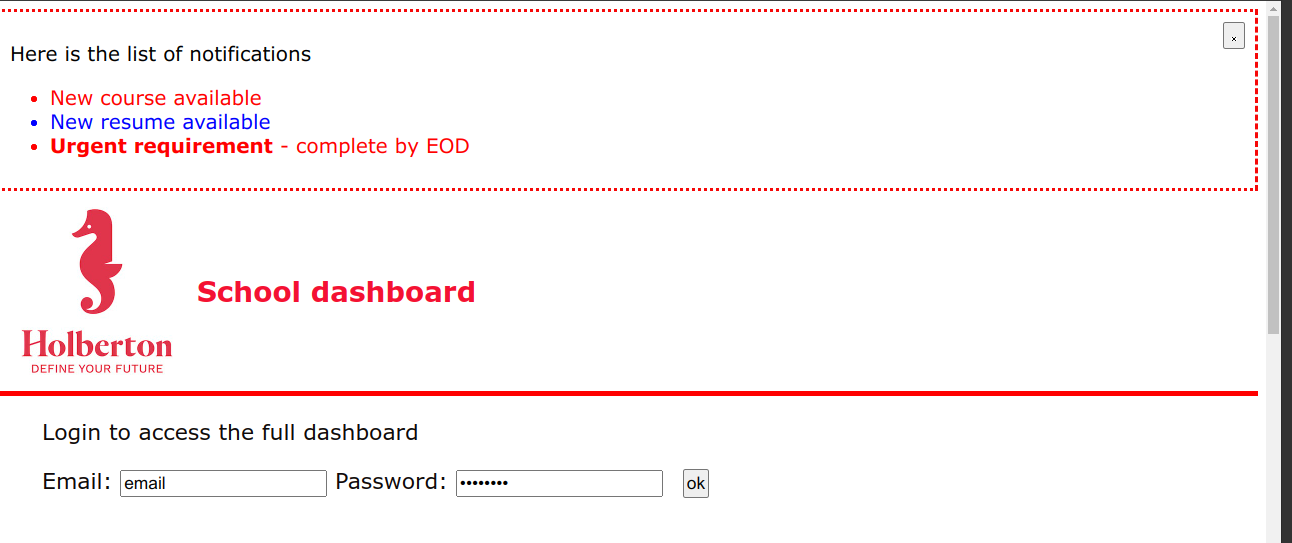 ×
Here is the list of notifications
New course available
New resume available
Urgent requirement - complete by EOD
School dashboard
Holberton
DEFINE YOUR FUTURE
Login to access the full dashboard
Email: email Password: •••••••• ok